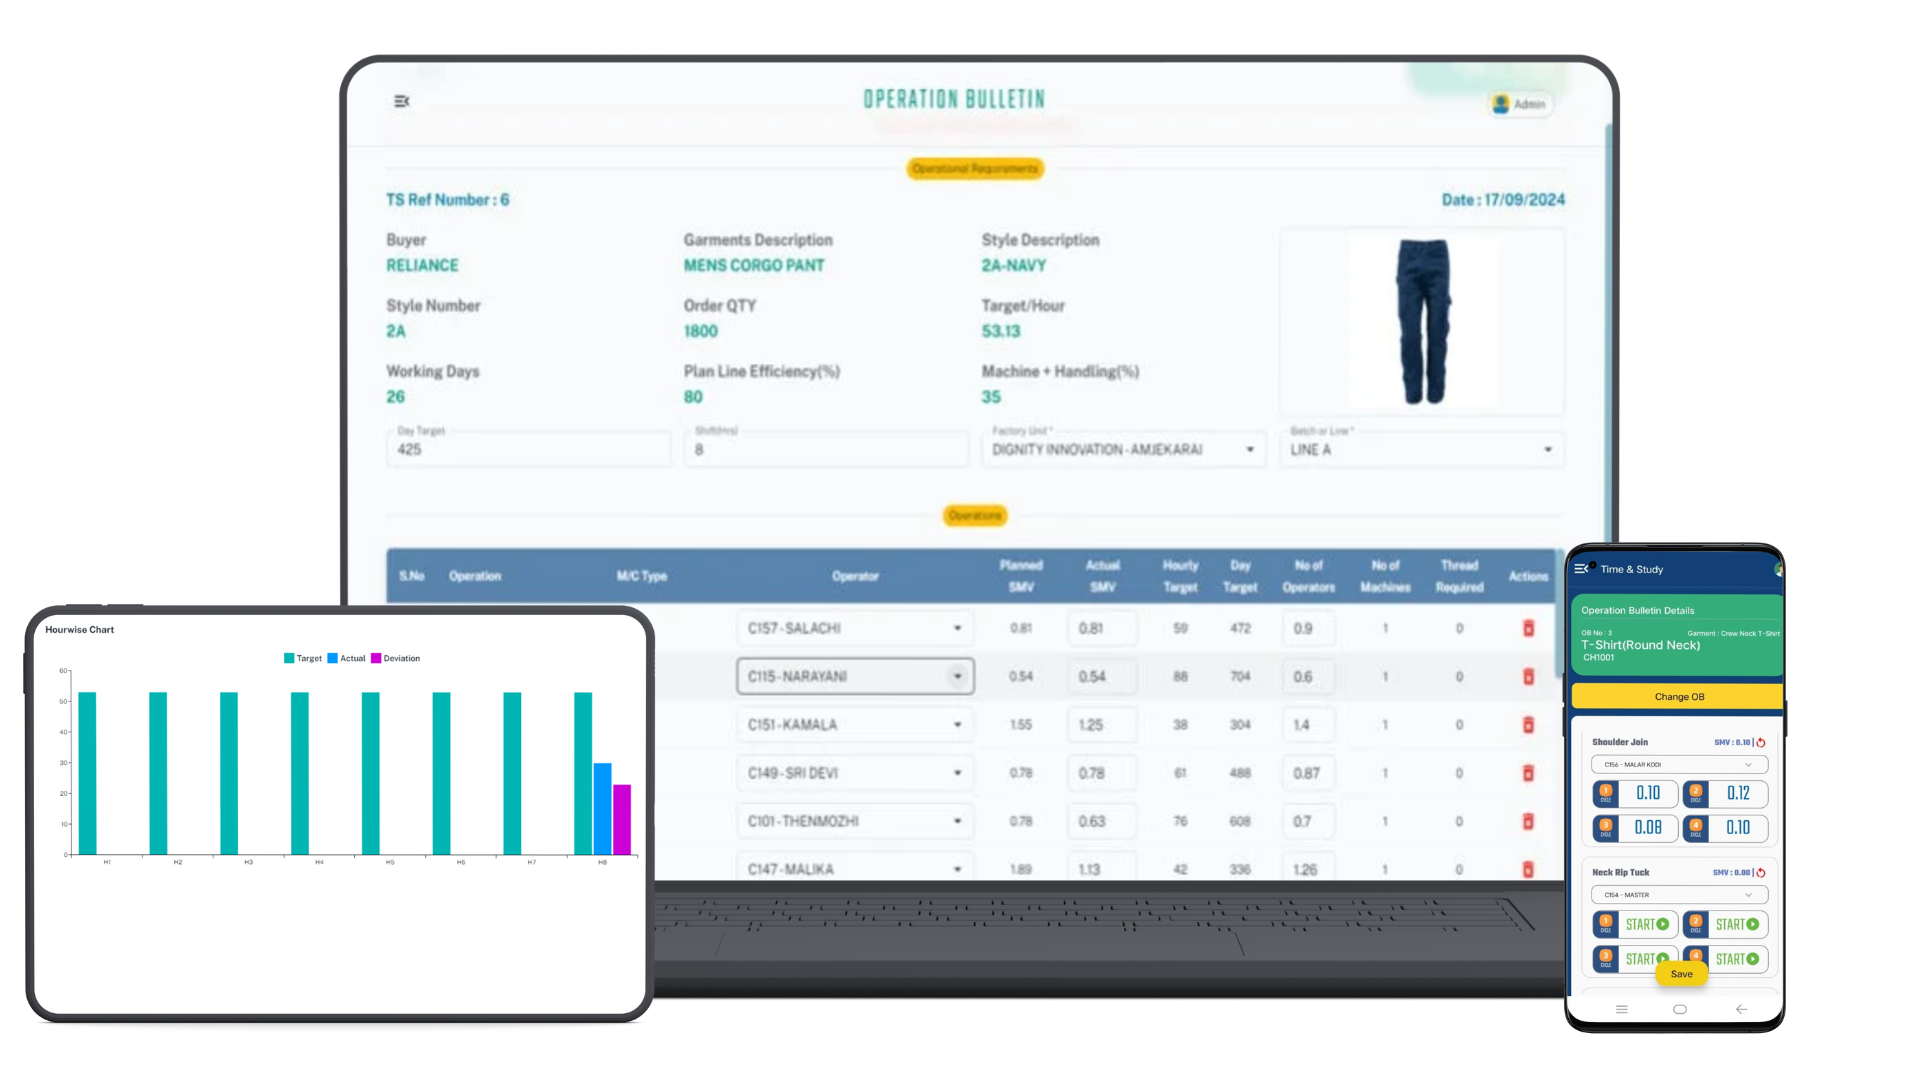 OPERATION BULLETIN
Admin
Operational Requirements
TS Ref Number : 6
Date : 17/09/2024
Buyer
Garments Description
Style Description
RELIANCE
MENS CORGO PANT
2A-NAVY
Style Number
Order QTY
Target/Hour
2A
1800
53.13
Working Days
Plan Line Efficiency(%)
Machine + Handling(%)
26
80
35
Day Target
Shift(Hrs)
Factory Unit *
Batch or Line *
425
8
DIGNITY INNOVATION - AMJEKARAI
LINE A
Operations
S.No Operation M/C Type Operator Planned SMV Actual SMV Hourly Target Day Target No of Operators No of Machines Thread Required Actions
C157 - SALACHI 0.81 0.81 59 472 0.9 1 0
C115 - NARAYANI 0.54 0.54 88 704 0.6 1 0
C151 - KAMALA 1.55 1.25 38 304 1.4 1 0
C149 - SRI DEVI 0.78 0.78 61 488 0.87 1 0
C101 - THENMOZHI 0.78 0.63 76 608 0.7 1 0
C147 - MALIKA 1.89 1.13 42 336 1.26 1 0
Hourwise Chart
Target Actual Deviation
60
50
40
30
20
10
0
H1 H2 H3 H4 H5 H6 H7 H8
Time & Study
Operation Bulletin Details
OB No : 3 Garment : Crew Neck T-Shirt
T-Shirt(Round Neck)
CH1001
Change OB
Shoulder Join SMV : 0.10 |
C156 - MALAR KODI
1 CYCLE 0.10 2 CYCLE 0.12
3 CYCLE 0.08 4 CYCLE 0.10
Neck Rip Tuck SMV : 0.00 |
C154 - MASTER
1 CYCLE START 2 CYCLE START
3 CYCLE START 4 CYCLE START
Save